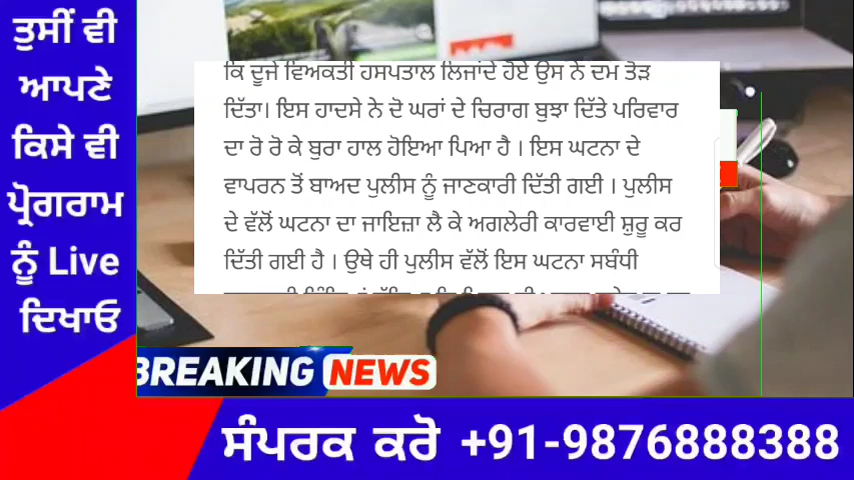 ਤੁਸੀਂ ਵੀ
ਆਪਣੇ
ਕਿਸੇ ਵੀ
ਪ੍ਰੋਗਰਾਮ
ਨੂੰ Live
ਦਿਖਾਓ
ਕਿ ਦੂਜੇ ਵਿਅਕਤੀ ਹਸਪਤਾਲ ਲਿਜਾਂਦੇ ਹੋਏ ਉਸ ਨੇ ਦਮ ਤੋੜ
ਦਿੱਤਾ। ਇਸ ਹਾਦਸੇ ਨੇ ਦੋ ਘਰਾਂ ਦੇ ਚਿਰਾਗ ਬੁਝਾ ਦਿੱਤੇ ਪਰਿਵਾਰ
ਦਾ ਰੋ ਰੋ ਕੇ ਬੁਰਾ ਹਾਲ ਹੋਇਆ ਪਿਆ ਹੈ । ਇਸ ਘਟਨਾ ਦੇ
ਵਾਪਰਨ ਤੋਂ ਬਾਅਦ ਪੁਲੀਸ ਨੂੰ ਜਾਣਕਾਰੀ ਦਿੱਤੀ ਗਈ । ਪੁਲੀਸ
ਦੇ ਵੱਲੋਂ ਘਟਨਾ ਦਾ ਜਾਇਜ਼ਾ ਲੈ ਕੇ ਅਗਲੇਰੀ ਕਾਰਵਾਈ ਸ਼ੁਰੂ ਕਰ
ਦਿੱਤੀ ਗਈ ਹੈ । ਉਥੇ ਹੀ ਪੁਲੀਸ ਵੱਲੋਂ ਇਸ ਘਟਨਾ ਸਬੰਧੀ
BREAKING NEWS
ਸੰਪਰਕ ਕਰੋ +91-9876888388